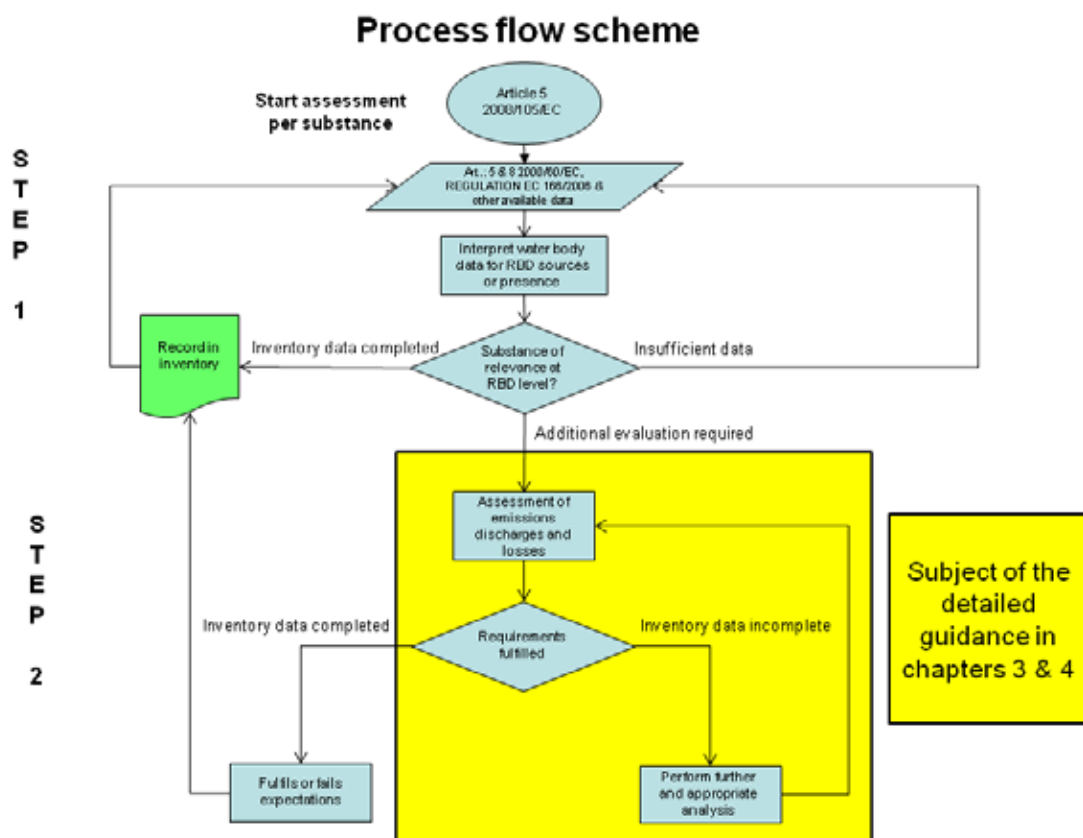 Process flow scheme
Article 5
2008/105/EC
Start assessment
per substance
STEP 1
Art.: 5 & 8 2000/60/EC,
REGULATION EC 166/2006 &
other available data
Interpret water body
data for RBD sources
or presence
Record in
inventory
Inventory data completed
Substance of
relevance at
RBD level?
Insufficient data
Additional evaluation required
STEP 2
Assessment of
emissions
discharges and
losses
Subject of the
detailed
guidance in
chapters 3 & 4
Inventory data completed
Requirements
fulfilled
Inventory data incomplete
Fulfils or fails
expectations
Perform further
and appropriate
analysis